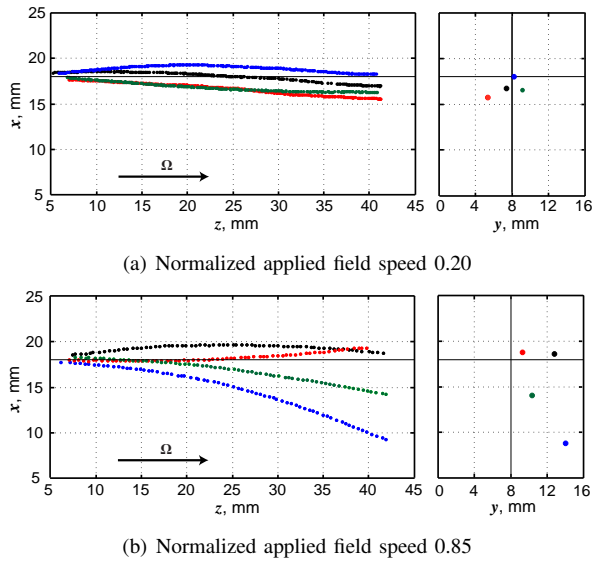 25
20
15
10
5
x, mm
Ω
5 10 15 20 25 30 35 40 45
z, mm
0 4 8 12 16
y, mm
(a) Normalized applied field speed 0.20
25
20
15
10
5
x, mm
Ω
5 10 15 20 25 30 35 40 45
z, mm
0 4 8 12 16
y, mm
(b) Normalized applied field speed 0.85